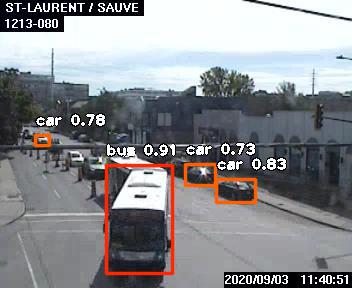 ST-LAURENT / SAUVE
1213-080
car 0.78
bus 0.91
car 0.73
car 0.83
2020/09/03 11:40:51